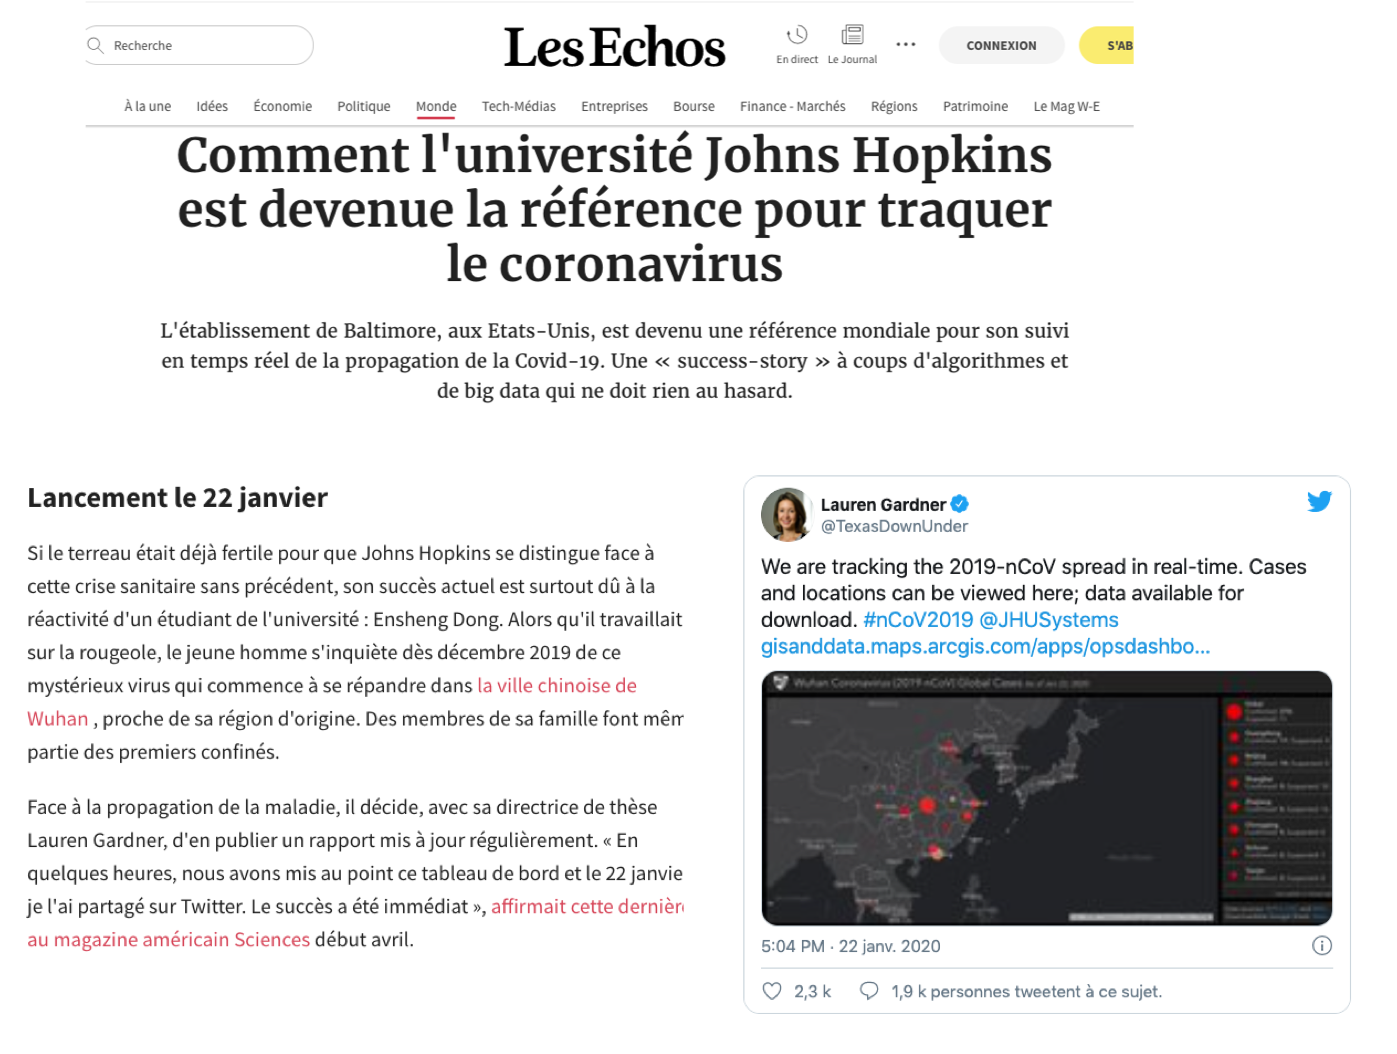 Recherche
Les Echos
En direct
Le Journal
CONNEXION
S'AB
À la une Idées Économie Politique Monde Tech-Médias Entreprises Bourse Finance - Marchés Régions Patrimoine Le Mag W-E
Comment l'université Johns Hopkins
est devenue la référence pour traquer
le coronavirus
L'établissement de Baltimore, aux Etats-Unis, est devenu une référence mondiale pour son suivi
en temps réel de la propagation de la Covid-19. Une « success-story » à coups d'algorithmes et
de big data qui ne doit rien au hasard.
Lancement le 22 janvier
Si le terreau était déjà fertile pour que Johns Hopkins se distingue face à
cette crise sanitaire sans précédent, son succès actuel est surtout dû à la
réactivité d'un étudiant de l'université : Ensheng Dong. Alors qu'il travaillait
sur la rougeole, le jeune homme s'inquiète dès décembre 2019 de ce
mystérieux virus qui commence à se répandre dans la ville chinoise de
Wuhan , proche de sa région d'origine. Des membres de sa famille font mêm
partie des premiers confinés.
Face à la propagation de la maladie, il décide, avec sa directrice de thèse
Lauren Gardner, d'en publier un rapport mis à jour régulièrement. « En
quelques heures, nous avons mis au point ce tableau de bord et le 22 janvie
je l'ai partagé sur Twitter. Le succès a été immédiat », affirmait cette dernièr
au magazine américain Sciences début avril.
Lauren Gardner
@TexasDownUnder
We are tracking the 2019-nCoV spread in real-time. Cases
and locations can be viewed here; data available for
download. #nCoV2019 @JHUSystems
gisanddata.maps.arcgis.com/apps/opsdashbo...
Wuhan Coronavirus (2019-nCoV) Global Cases
5:04 PM · 22 janv. 2020
2,3 k
1,9 k personnes tweetent à ce sujet.